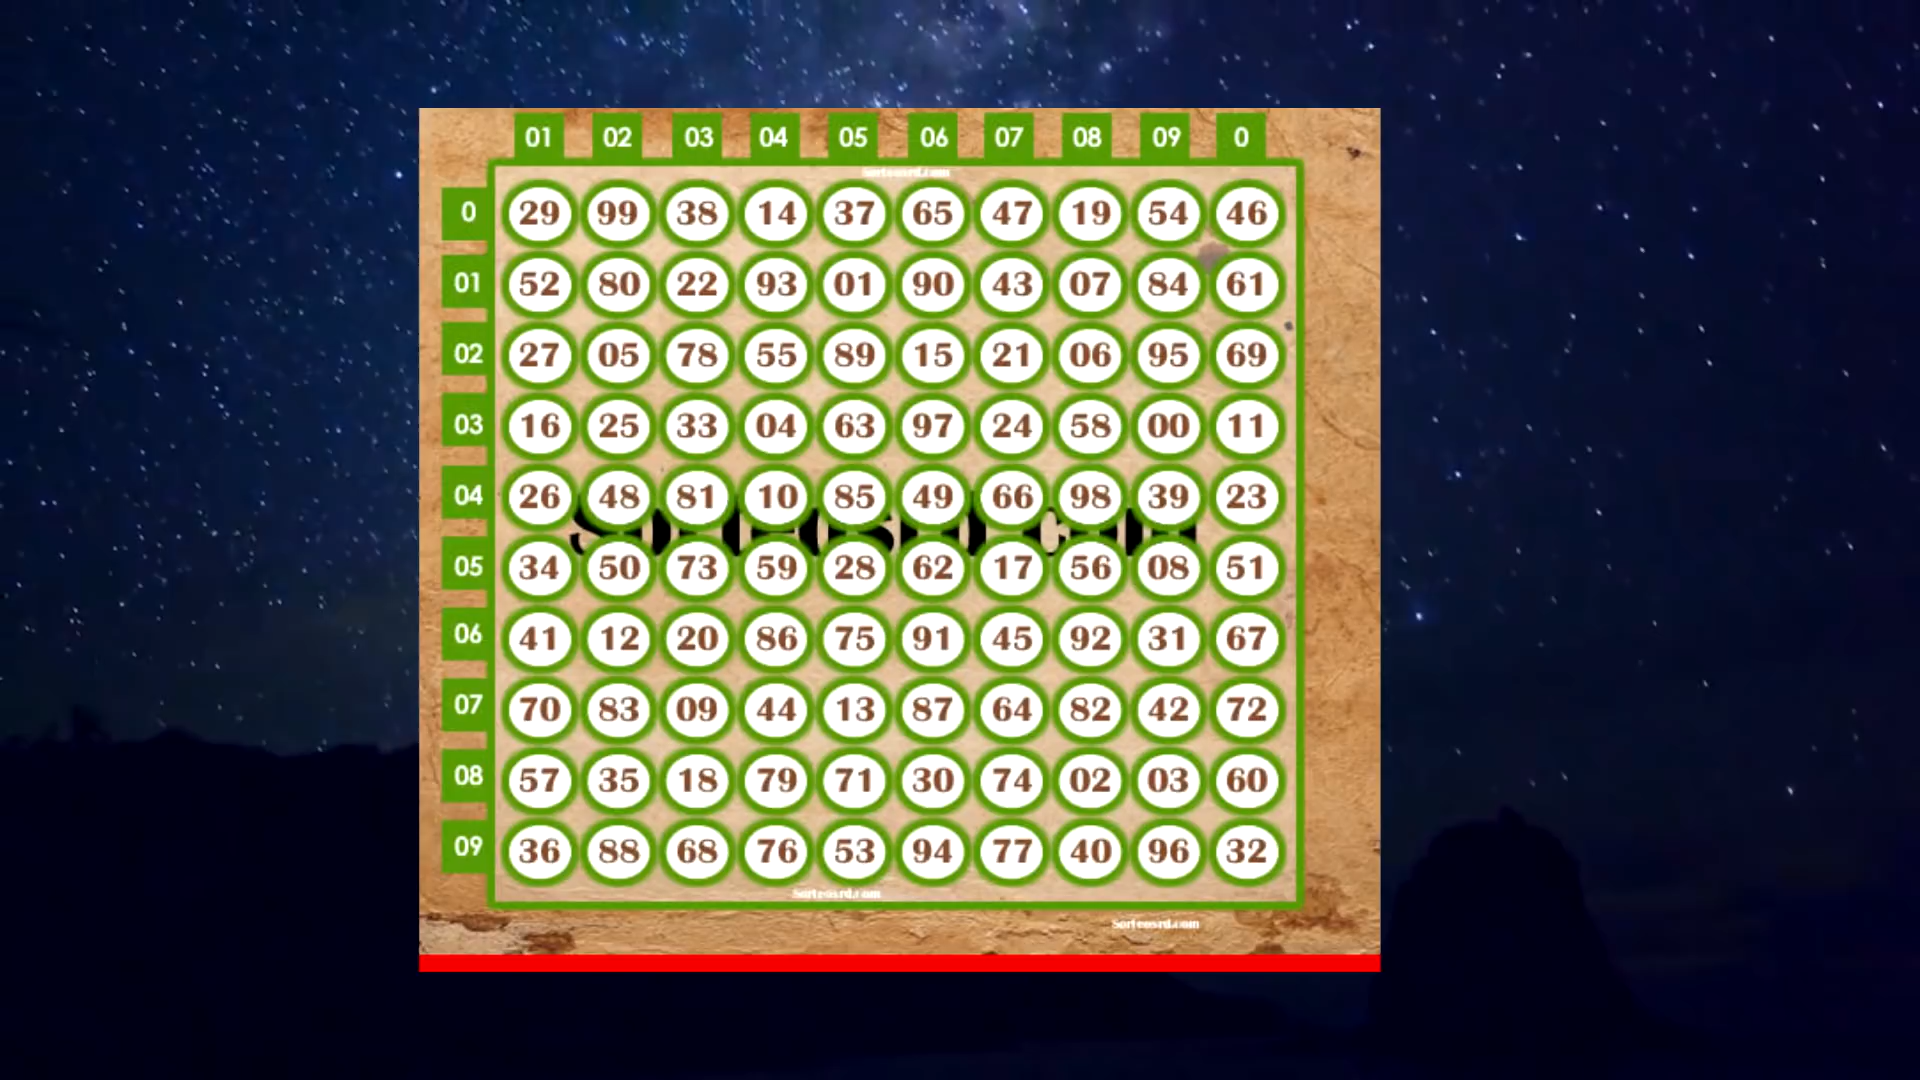 01 02 03 04 05 06 07 08 09 0
Sorteosrd.com
0 29 99 38 14 37 65 47 19 54 46
01 52 80 22 93 01 90 43 07 84 61
02 27 05 78 55 89 15 21 06 95 69
03 16 25 33 04 63 97 24 58 00 11
04 26 48 81 10 85 49 66 98 39 23
05 34 50 73 59 28 62 17 56 08 51
06 41 12 20 86 75 91 45 92 31 67
07 70 83 09 44 13 87 64 82 42 72
08 57 35 18 79 71 30 74 02 03 60
09 36 88 68 76 53 94 77 40 96 32
Sorteosrd.com
Sorteosrd.com